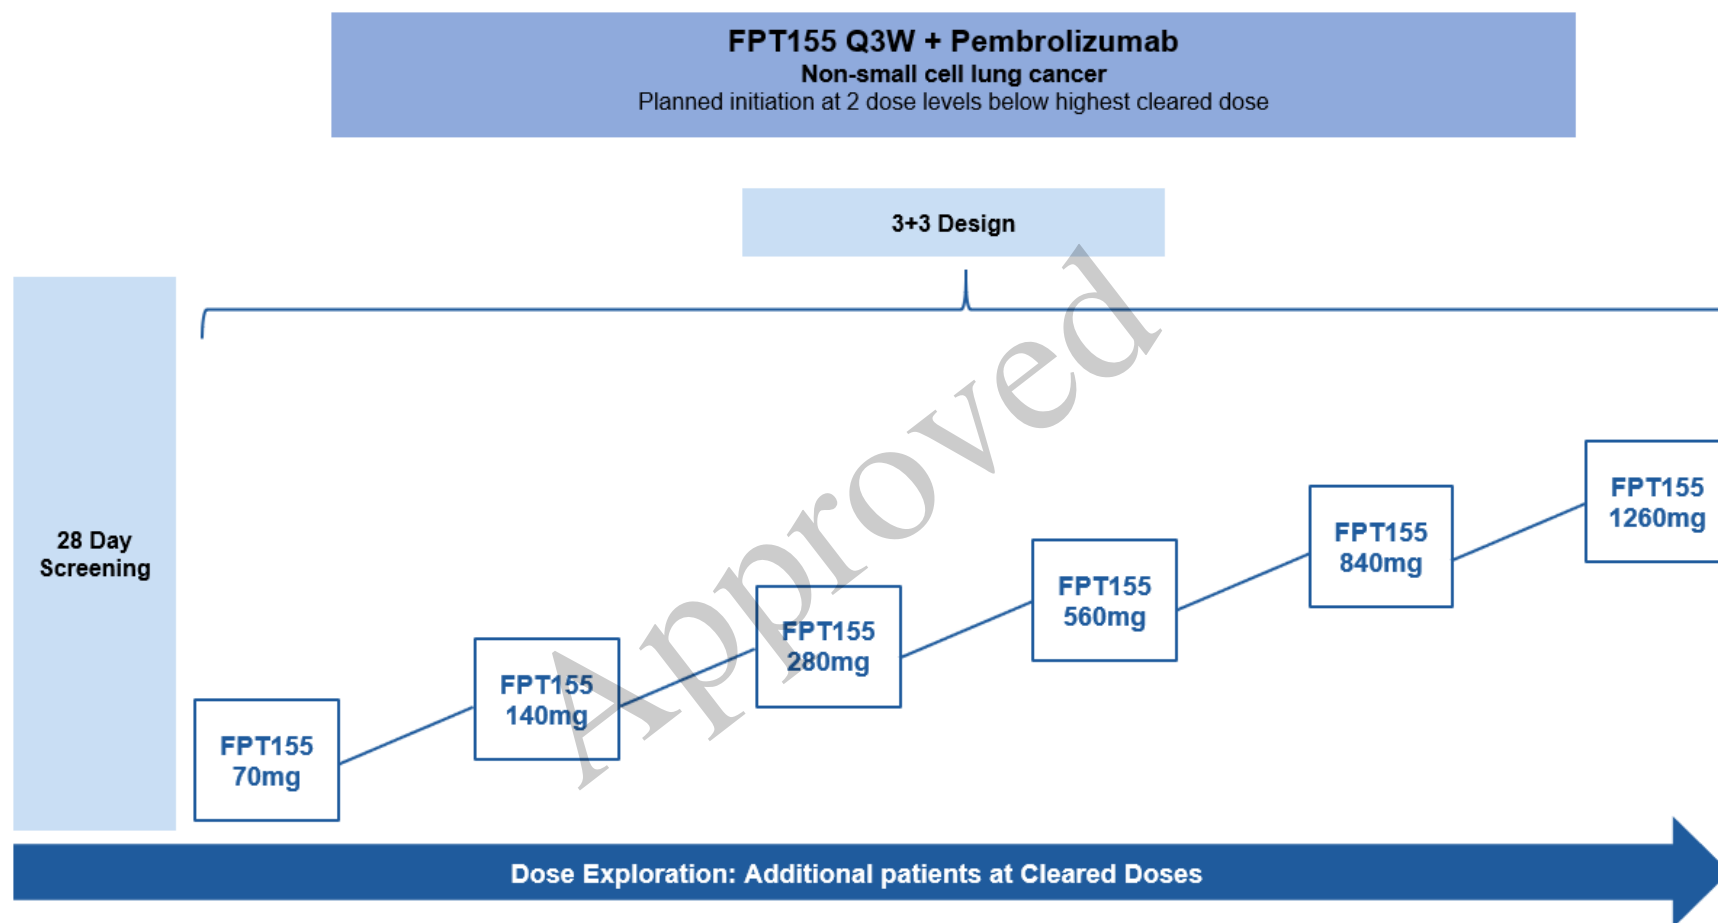 FPT155 Q3W + Pembrolizumab
Non-small cell lung cancer
Planned initiation at 2 dose levels below highest cleared dose
3+3 Design
28 Day
Screening
FPT155
70mg
FPT155
140mg
FPT155
280mg
FPT155
560mg
FPT155
840mg
FPT155
1260mg
Approved
Dose Exploration: Additional patients at Cleared Doses